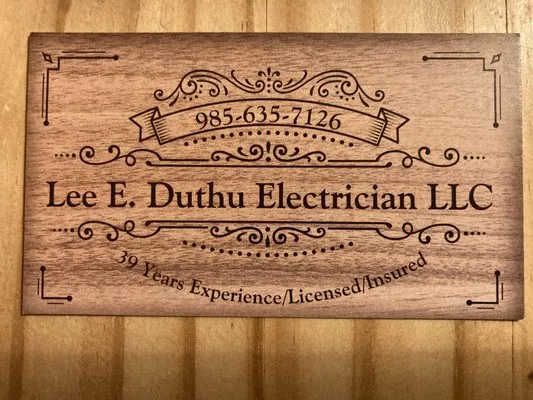 985-635-7126
Lee E. Duthu Electrician LLC
39 Years Experience/Licensed/Insured